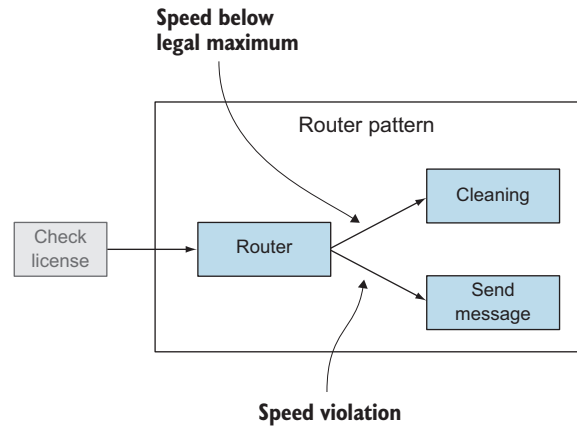 Speed below
legal maximum
Router pattern
Cleaning
Check
license
Router
Send
message
Speed violation